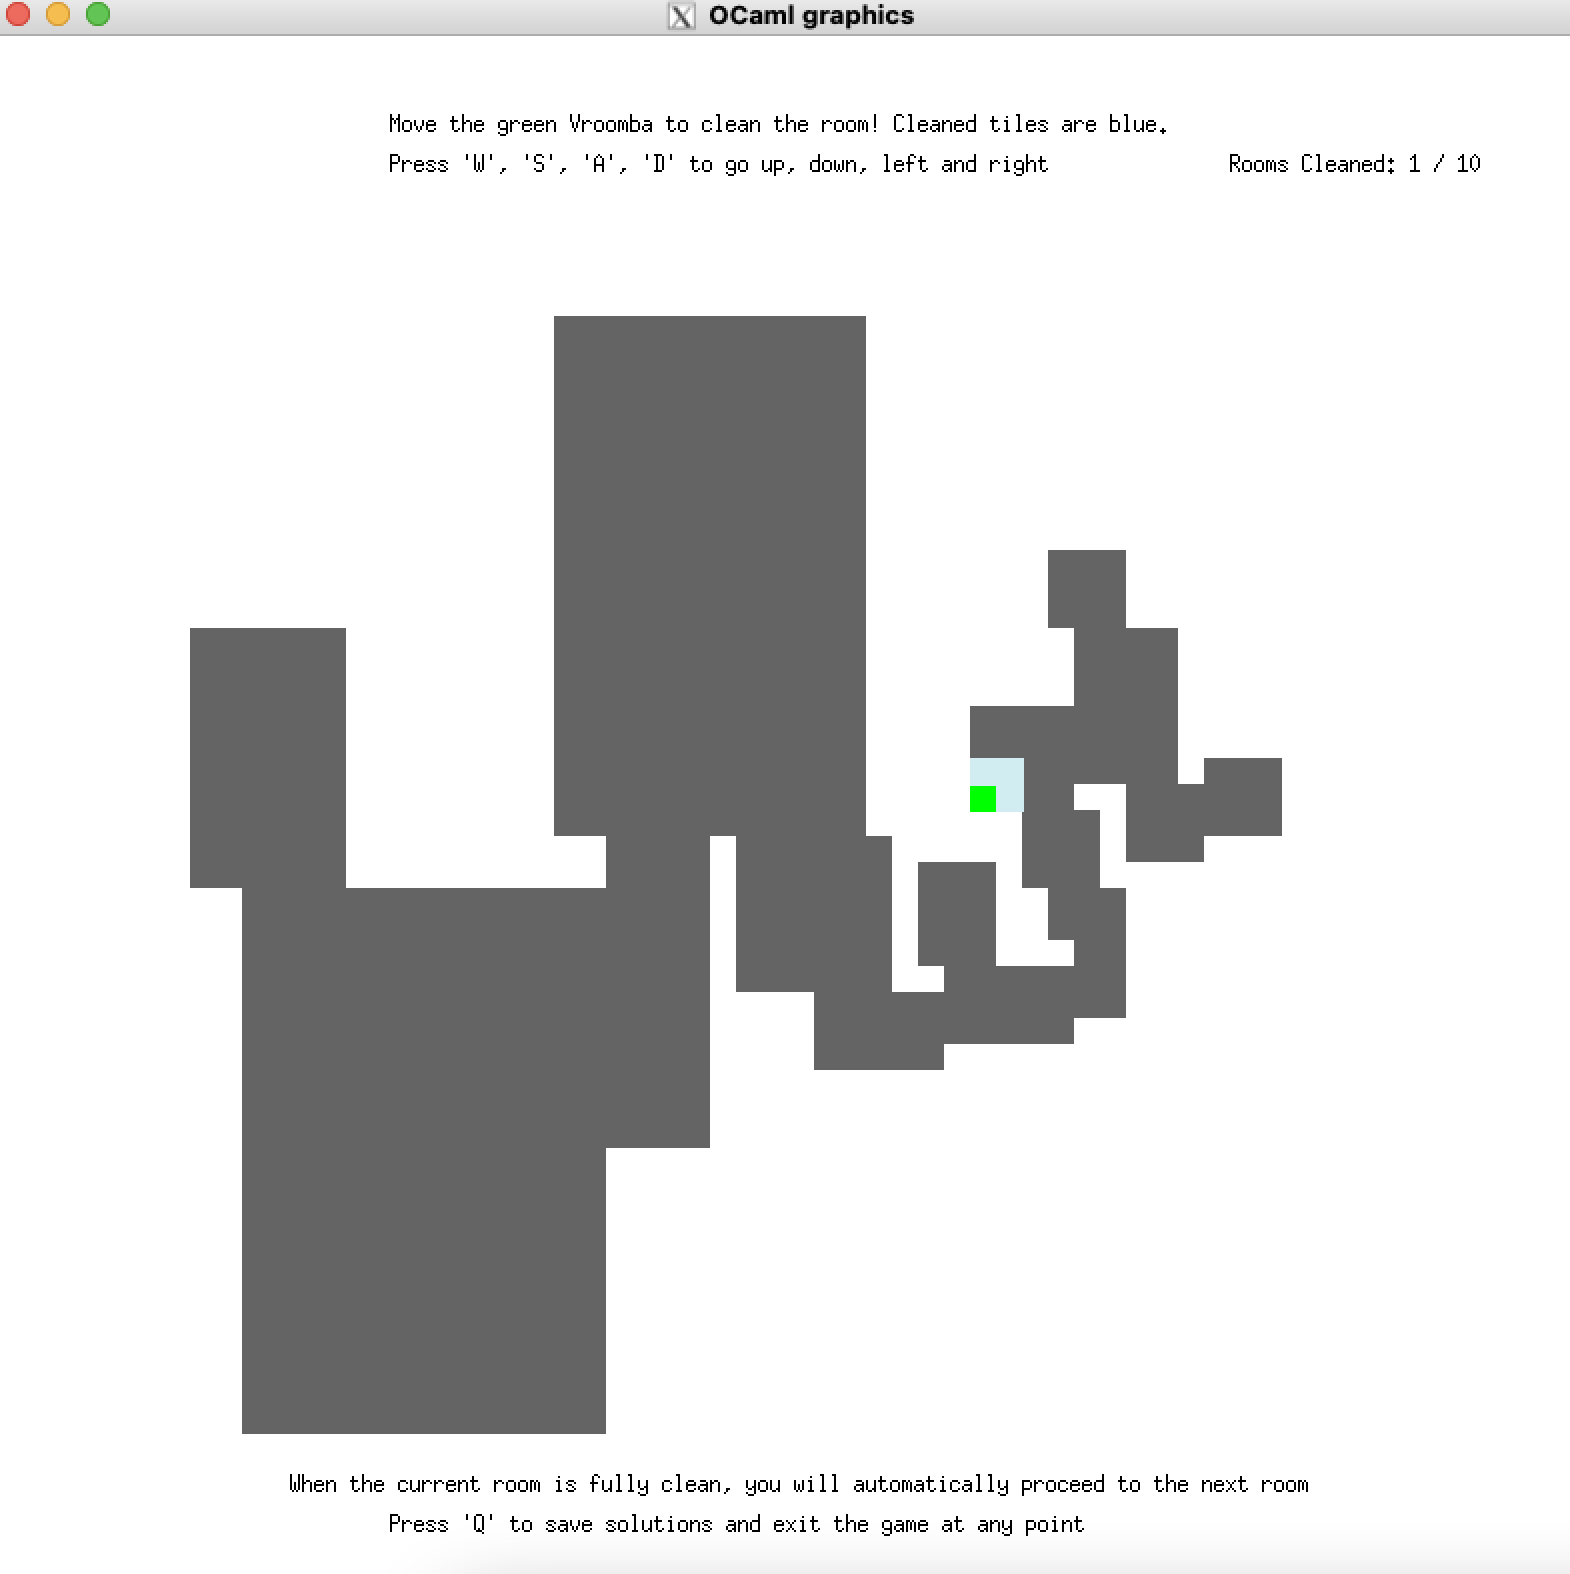 OCaml graphics
Move the green Vroomba to clean the room! Cleaned tiles are blue.
Press 'W', 'S', 'A', 'D' to go up, down, left and right
Rooms Cleaned: 1 / 10
When the current room is fully clean, you will automatically proceed to the next room
Press 'Q' to save solutions and exit the game at any point